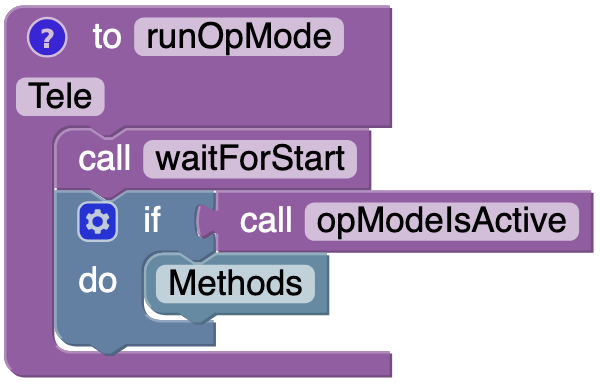 ? to runOpMode
Tele
call waitForStart
if call opModeIsActive
do Methods